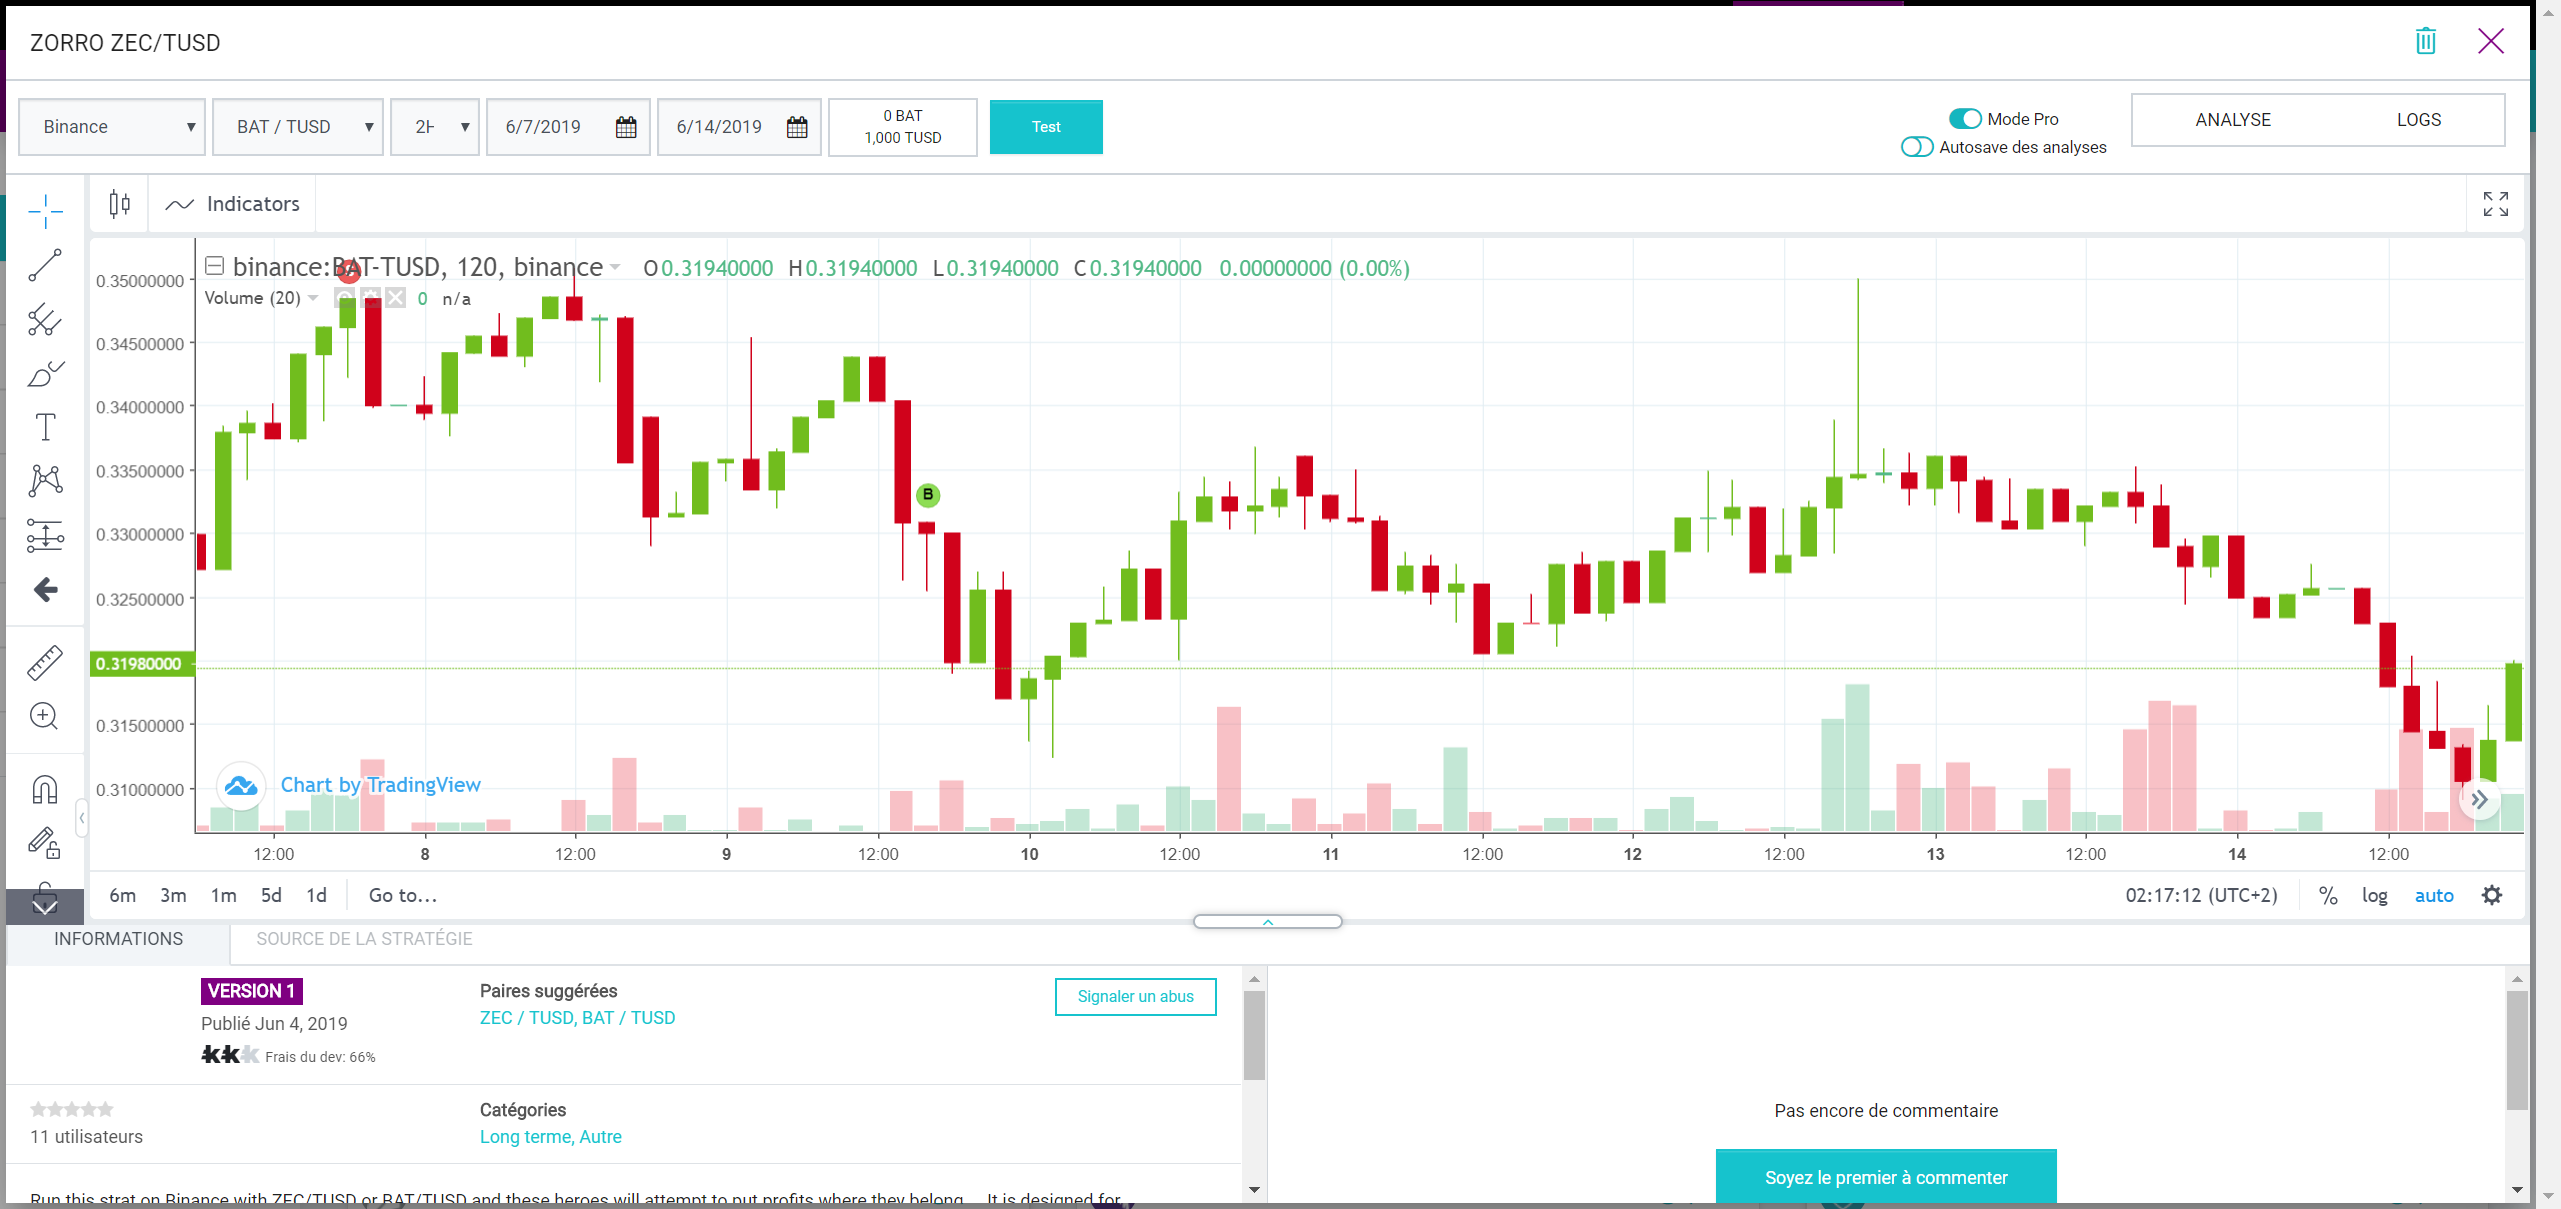 ZORRO ZEC/TUSD
Binance
BAT / TUSD
2H
6/7/2019
6/14/2019
0 BAT
1,000 TUSD
Test
Mode Pro
Autosave des analyses
ANALYSE
LOGS
Indicators
binance:BAT-TUSD, 120, binance
O0.31940000 H0.31940000 L0.31940000 C0.31940000 0.00000000 (0.00%)
Volume (20) 0 n/a
0.35000000
0.34500000
0.34000000
0.33500000
B
0.33000000
0.32500000
0.31980000
0.31500000
0.31000000
Chart by TradingView
12:00 8 12:00 9 12:00 10 12:00 11 12:00 12 12:00 13 12:00 14 12:00
6m 3m 1m 5d 1d Go to...
02:17:12 (UTC+2) % log auto
INFORMATIONS
SOURCE DE LA STRATÉGIE
VERSION 1
Publié Jun 4, 2019
Frais du dev: 66%
Paires suggérées
ZEC / TUSD, BAT / TUSD
Signaler un abus
11 utilisateurs
Catégories
Long terme, Autre
Run this strat on Binance with ZEC/TUSD or BAT/TUSD and these heroes will attempt to put profits where they belong... It is designed for
Pas encore de commentaire
Soyez le premier à commenter